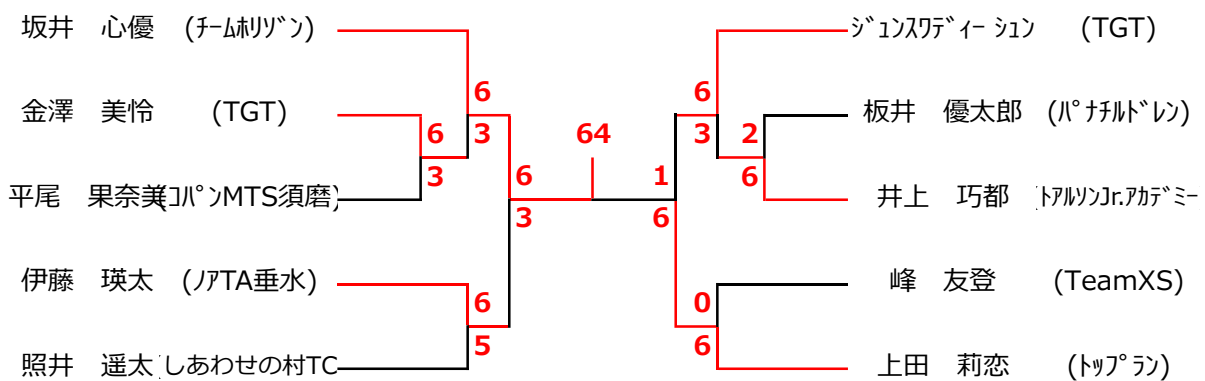 坂井　心優　(ﾁｰﾑﾎﾘｿﾞﾝ)
金澤　美怜　(TGT)
平尾　果奈美(ｺﾊﾟﾝMTS須磨)
伊藤　瑛太　(ﾉｱTA垂水)
照井　遥太(しあわせの村TC
6
3
6
3
6
3
6
5
64
1
6
6
3
2
6
0
6
ｼﾞｭﾝｽﾜﾃﾞｨｰ ｼｭﾝ　(TGT)
板井　優太郎　(ﾊﾟﾅﾁﾙﾄﾞﾚﾝ)
井上　巧都　(ﾄｱﾙｿﾝJr.ｱｶﾃﾞﾐｰ
峰　友登　(TeamXS)
上田　莉恋　(ﾄｯﾌﾟﾗﾝ)